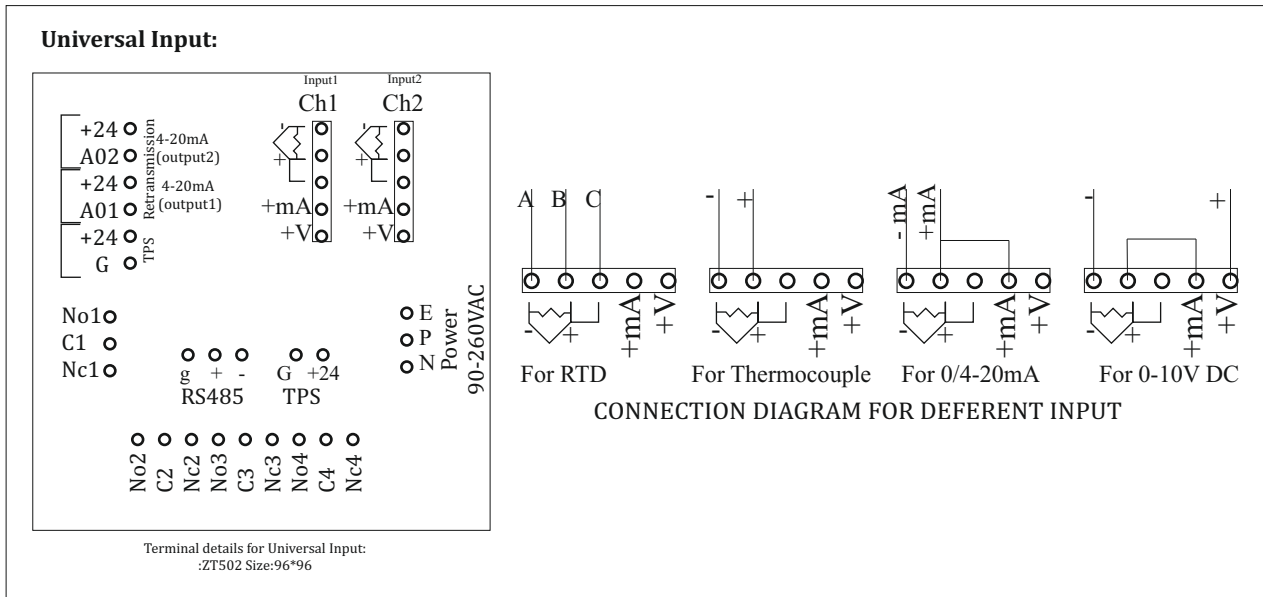 Universal Input:
Input1
Input2
Ch1
Ch2
-
+
+mA
+V
-
+
+mA
+V
+24
A02
+24
A01
+24
G
Retransmission
4-20mA
(output2)
4-20mA
(output1)
TPS
No1
C1
Nc1
g + -
RS485
G +24
TPS
E
P
N
Power
90-260VAC
No2
C2
Nc2
No3
C3
Nc3
No4
C4
Nc4
Terminal details for Universal Input:
:ZT502 Size:96*96
A B C
- +
+mA
+V
For RTD
- +
- +
+mA
+V
For Thermocouple
- mA
+mA
- +
+mA
+V
For 0/4-20mA
- +
- +
+mA
+V
For 0-10V DC
CONNECTION DIAGRAM FOR DEFERENT INPUT